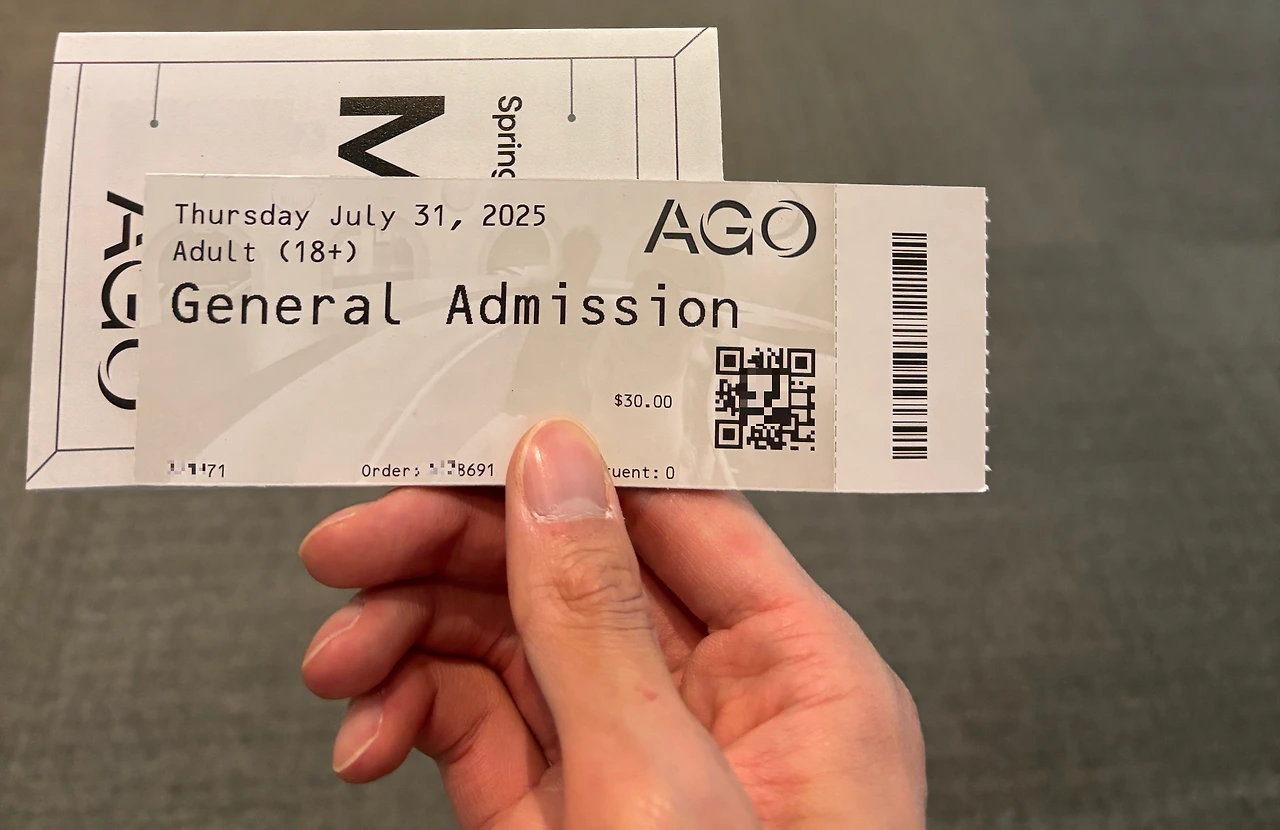 Spring
M
AGO
Thursday July 31, 2025
AGO
Adult (18+)
General Admission
$30.00
71 Order: 8691 uent: 0